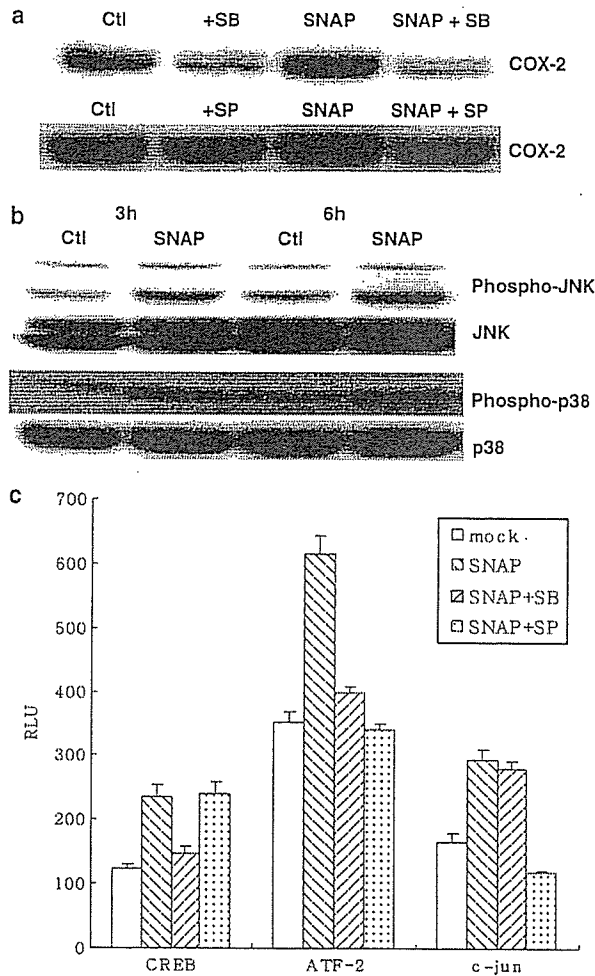 a
Ctl +SB SNAP SNAP + SB
COX-2
Ctl +SP SNAP SNAP + SP
COX-2
b
3h 6h
Ctl SNAP Ctl SNAP
Phospho-JNK
JNK
Phospho-p38
p38
c
700
600
500
400
300
200
100
0
RLU
mock.
SNAP
SNAP+SB
SNAP+SP
CREB ATF-2 c-jun